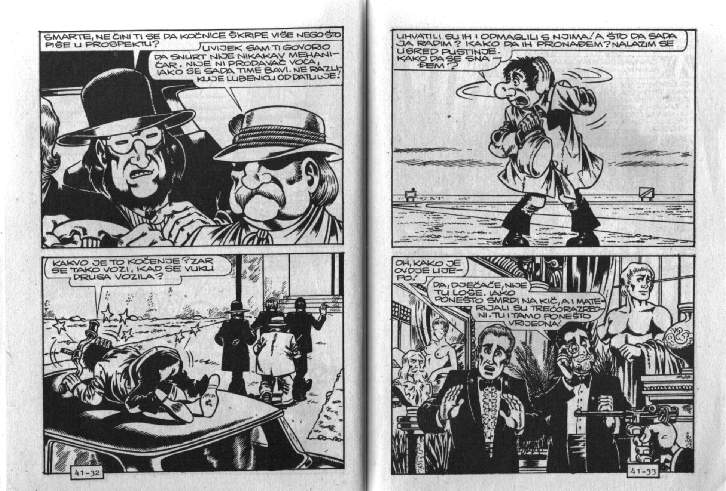 SMARTE, NE ČINI TI SE DA KOČNICE ŠKRIPE VIŠE NEGO ŠTO
PIŠE U PROSPEKTU?
UVIJEK SAM TI GOVORIO
DA SNURT NIJE NIKAKAV MEHANI-
ČAR. NIJE NI PRODAVAČ VOĆA,
IAKO SE SADA TIME BAVI. NE RAZLI-
KUJE LUBENICU OD DATULJE!
KAKVO JE TO KOČENJE? ZAR
SE TAKO VOZI, KAD SE VUKU
DRUGA VOZILA?
41-32
UHVATILI SU IH I ODMAGLILI S NJIMA! A ŠTO DA SADA
JA RADIM? KAKO DA IH PRONAĐEM? NALAZIM SE
USRED PUSTINJE.
KAKO DA SE SNA-
ĐEM?
OH, KAKO JE
OVDJE LIJE-
PO!
DA, DJEČAČE, NIJE
TU LOŠE. IAKO
PONEŠTO SMRDI NA KIČ, A I MATE-
RIJALI SU TREĆORAZRED-
NI. TU I TAMO PONEŠTO
VRIJEDNA!
41-33